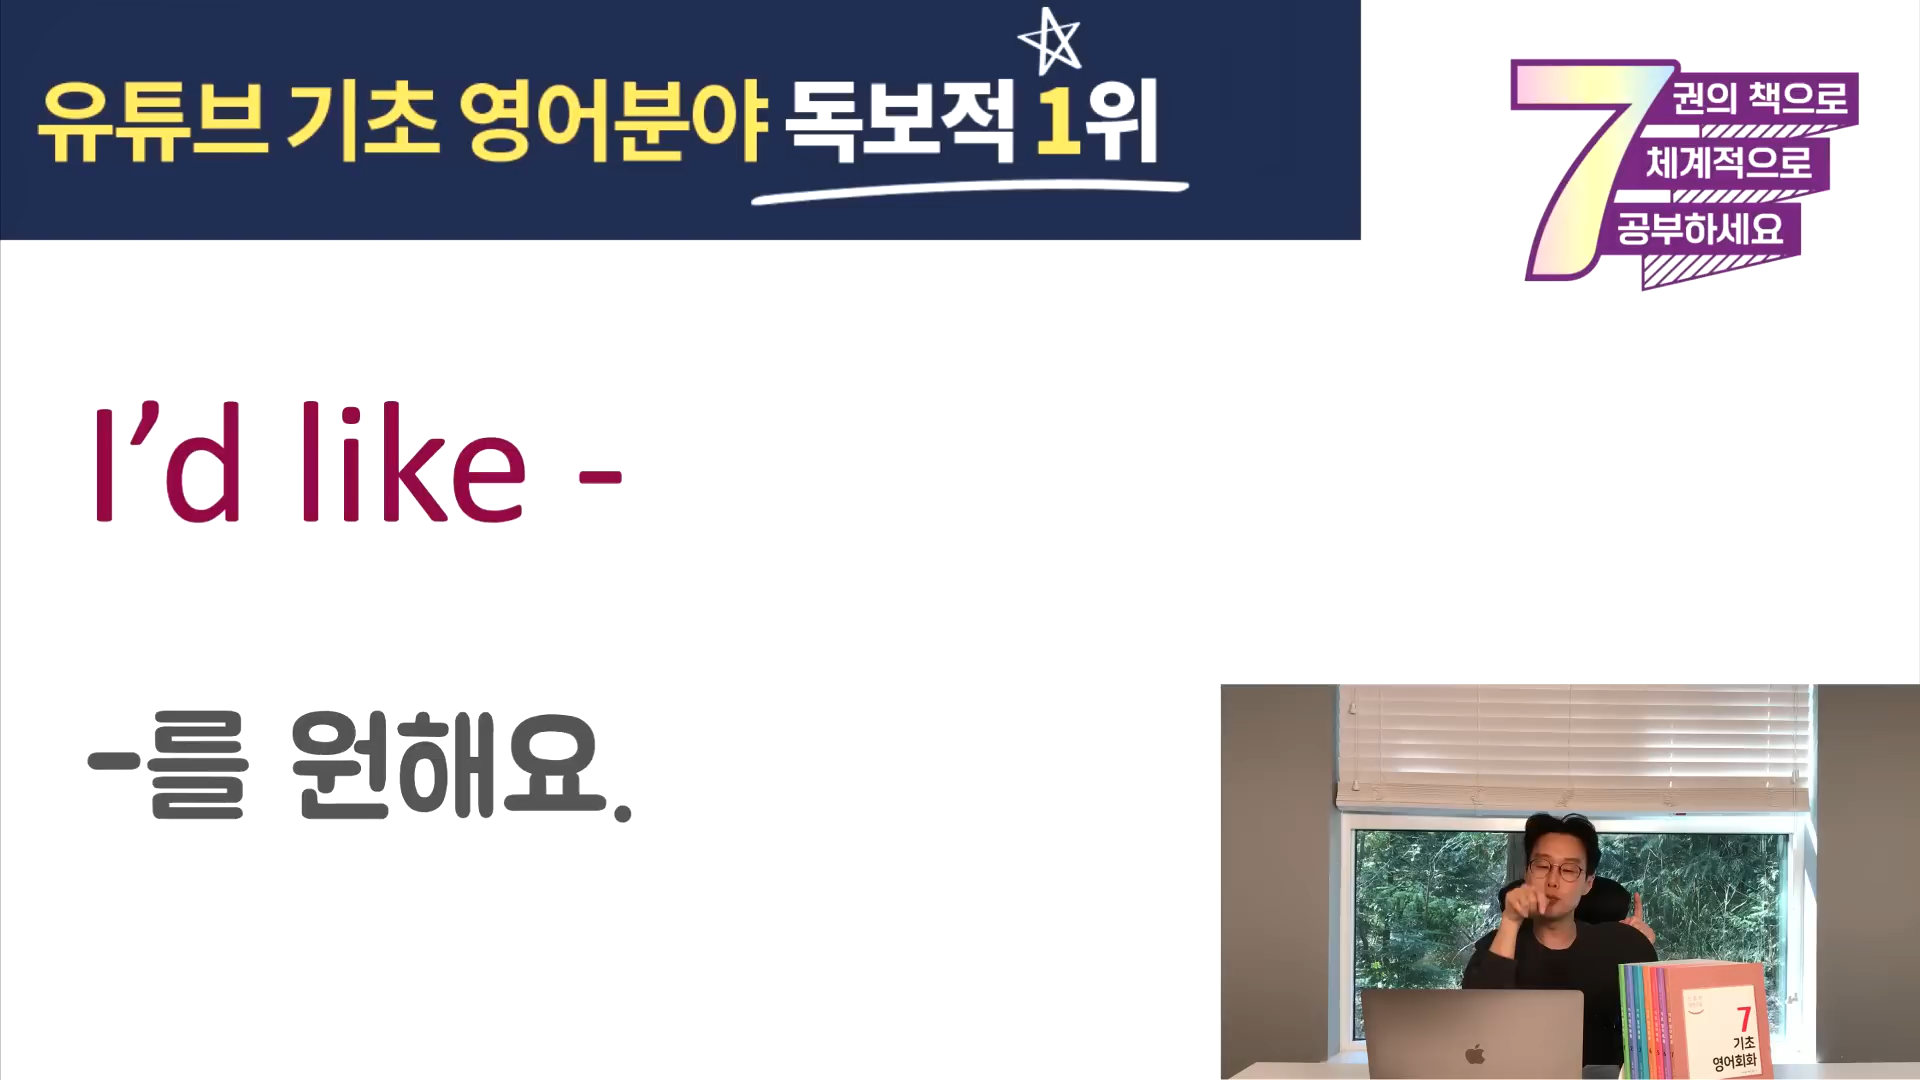 유튜브 기초 영어분야 독보적 1위
7
권의 책으로
체계적으로
공부하세요
I’d like -
-를 원해요.
7
기초
영어회화